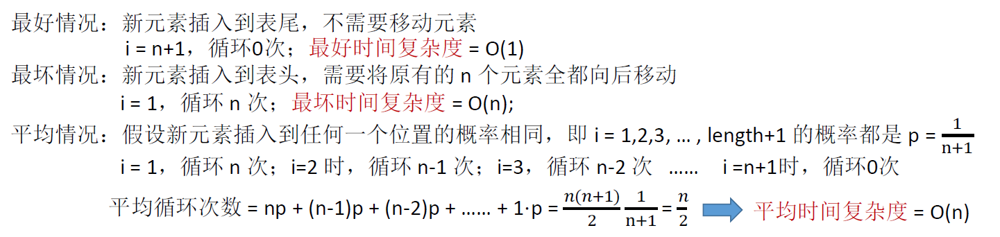 最好情况：新元素插入到表尾，不需要移动元素
i = n+1，循环0次；最好时间复杂度 = O(1)
最坏情况：新元素插入到表头，需要将原有的 n 个元素全都向后移动
i = 1，循环 n 次；最坏时间复杂度 = O(n);
平均情况：假设新元素插入到任何一个位置的概率相同，即 i = 1,2,3, … , length+1 的概率都是 p = \frac{1}{n+1}
i = 1，循环 n 次；i=2 时，循环 n-1 次；i=3，循环 n-2 次 …… i =n+1时，循环0次
平均循环次数 = np + (n-1)p + (n-2)p + …… + 1·p = \frac{n(n+1)}{2} \frac{1}{n+1} = \frac{n}{2} 平均时间复杂度 = O(n)